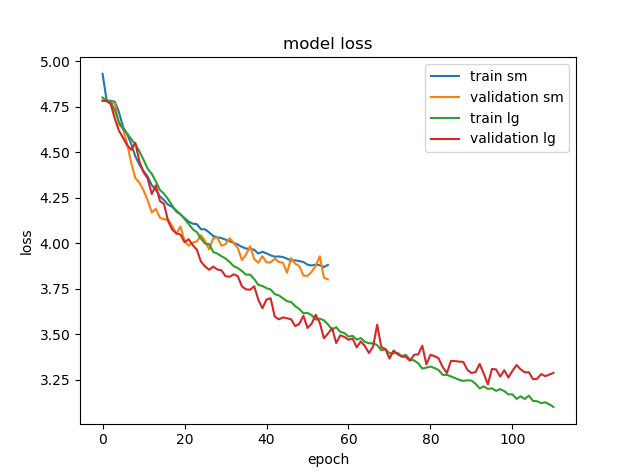 model loss
5.00
4.75
4.50
4.25
4.00
3.75
3.50
3.25
loss
train sm
validation sm
train lg
validation lg
0
20
40
60
80
100
epoch